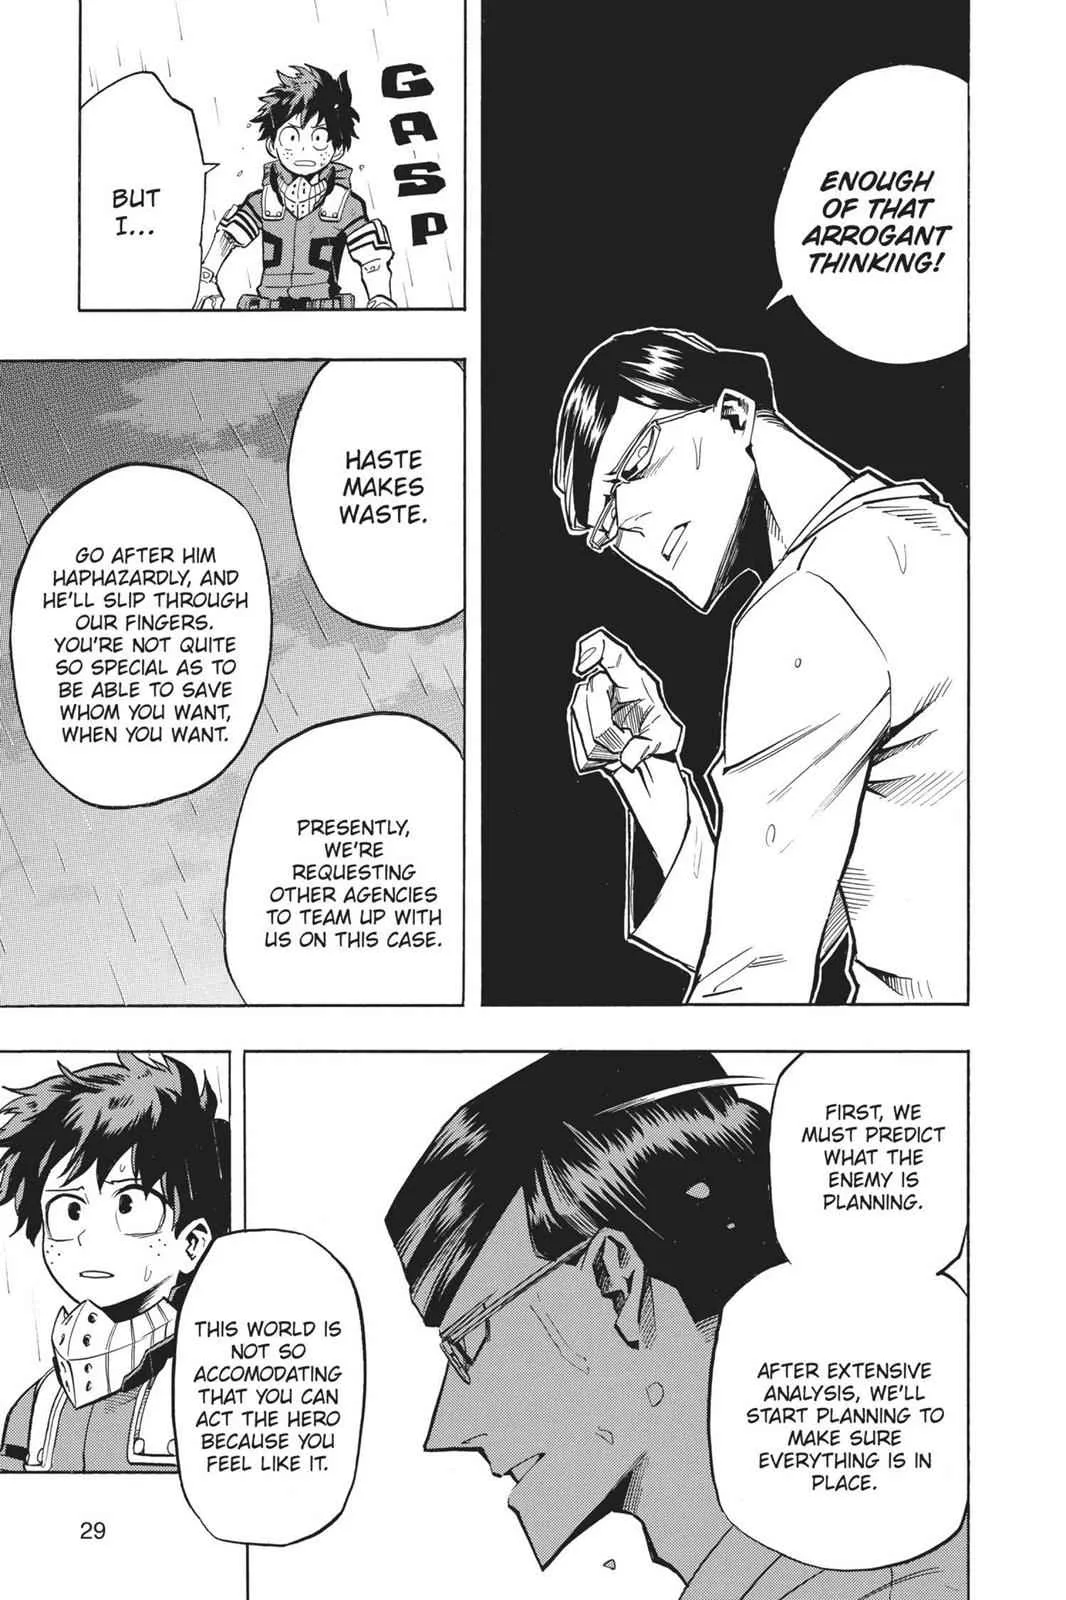 ENOUGH
OF THAT
ARROGANT
THINKING!
GASP
BUT
I...
HASTE
MAKES
WASTE.
GO AFTER HIM
HAPHAZARDLY, AND
HE'LL SLIP THROUGH
OUR FINGERS.
YOU'RE NOT QUITE
SO SPECIAL AS TO
BE ABLE TO SAVE
WHOM YOU WANT,
WHEN YOU WANT.
PRESENTLY,
WE'RE
REQUESTING
OTHER AGENCIES
TO TEAM UP WITH
US ON THIS CASE.
FIRST, WE
MUST PREDICT
WHAT THE
ENEMY IS
PLANNING.
AFTER EXTENSIVE
ANALYSIS, WE'LL
START PLANNING TO
MAKE SURE
EVERYTHING IS IN
PLACE.
THIS WORLD IS
NOT SO
ACCOMODATING
THAT YOU CAN
ACT THE HERO
BECAUSE YOU
FEEL LIKE IT.
29